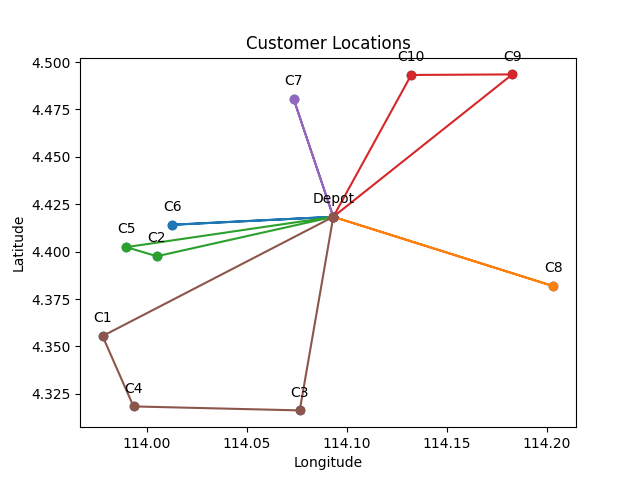 Customer Locations
C10
C9
4.500
C7
4.475
4.450
Latitude
4.425
Depot
C6
C5
C2
4.400
C8
4.375
4.350
C1
4.325
C4
C3
114.00
114.05
114.10
114.15
114.20
Longitude